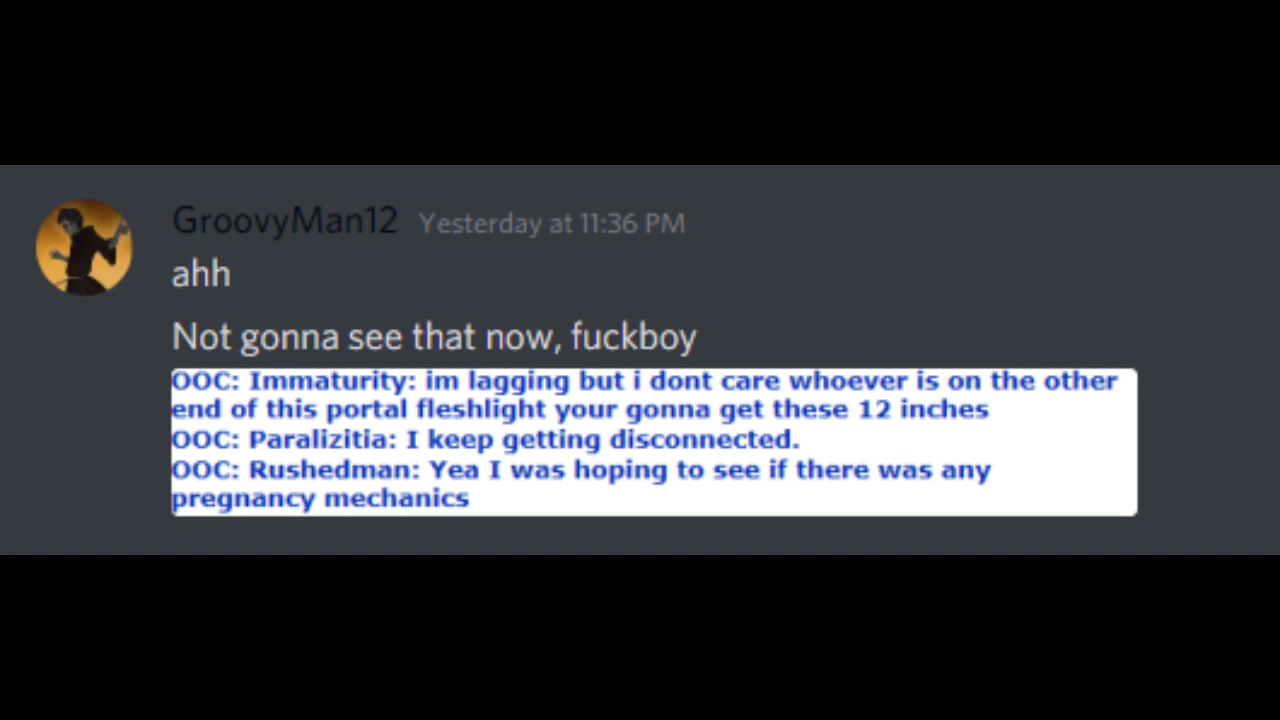 GroovyMan12 Yesterday at 11:36 PM
ahh
Not gonna see that now, fuckboy
OOC: Immaturity: im lagging but i dont care whoever is on the other
end of this portal fleshlight your gonna get these 12 inches
OOC: Paralizitia: I keep getting disconnected.
OOC: Rushedman: Yea I was hoping to see if there was any
pregnancy mechanics